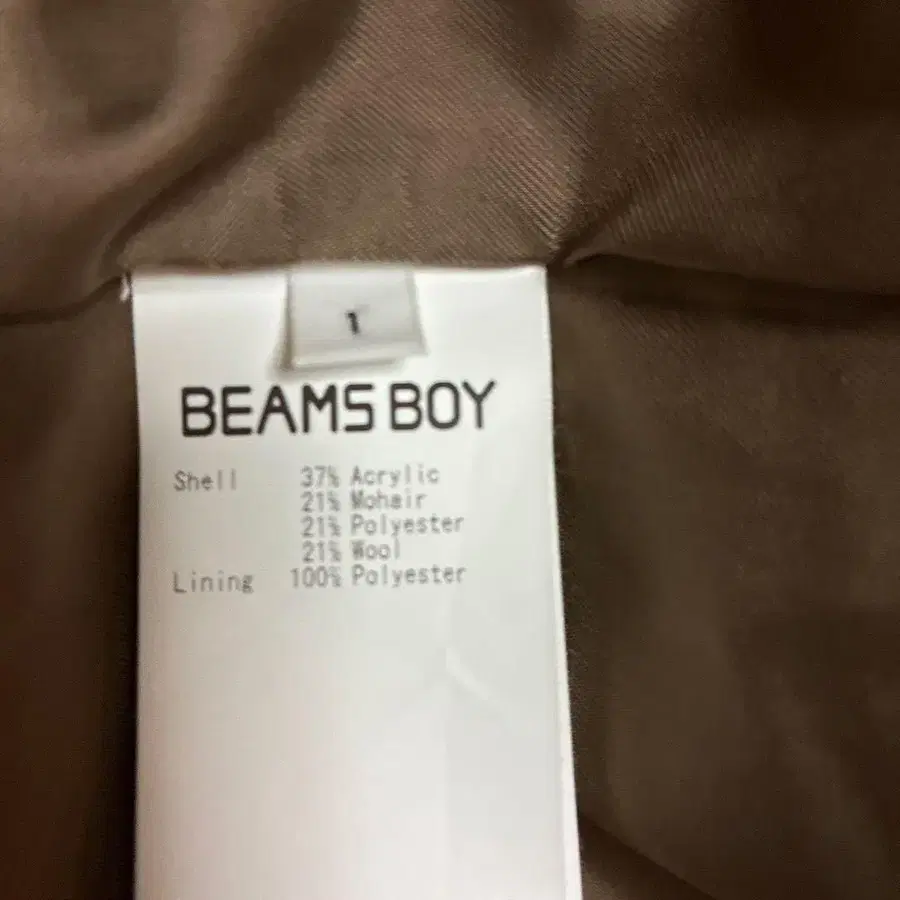 1
BEAMS BOY
Shell 37% Acrylic
21% Mohair
21% Polyester
21% Wool
Lining 100% Polyester